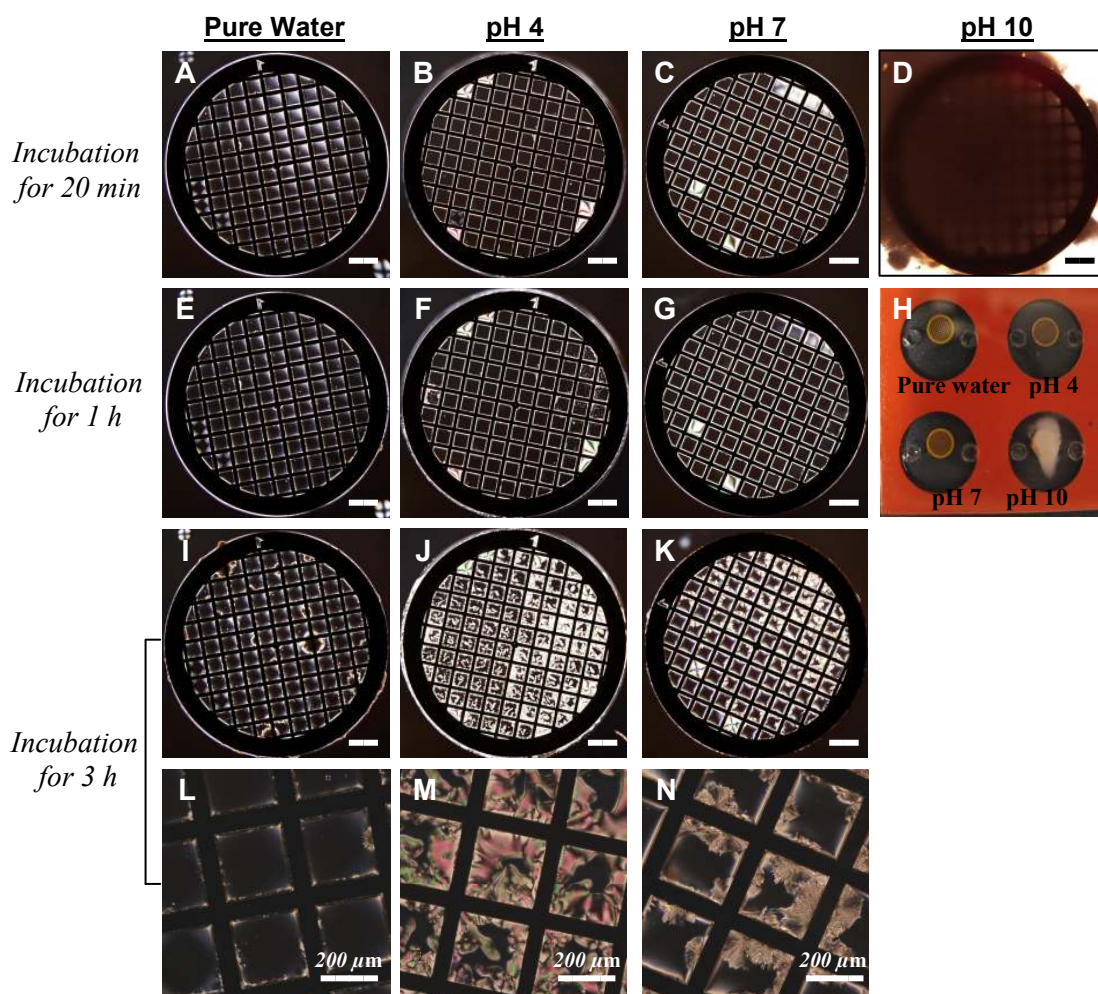 Pure Water pH 4 pH 7 pH 10
A B C D
Incubation
for 20 min
E F G H
Pure water pH 4
Incubation
for 1 h
pH 7 pH 10
I J K
Incubation
for 3 h
L M N
200 µm 200 µm 200 µm